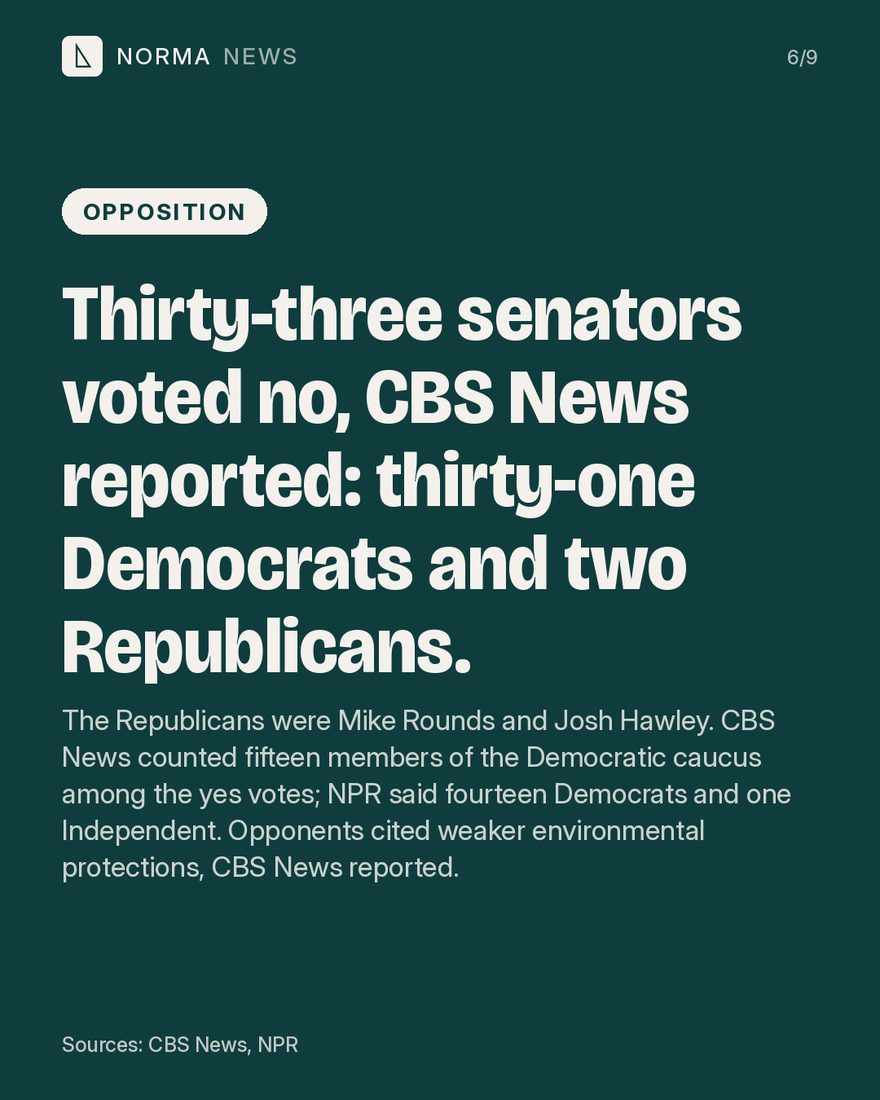 NORMA NEWS
6/9
OPPOSITION
Thirty-three senators
voted no, CBS News
reported: thirty-one
Democrats and two
Republicans.
The Republicans were Mike Rounds and Josh Hawley. CBS
News counted fifteen members of the Democratic caucus
among the yes votes; NPR said fourteen Democrats and one
Independent. Opponents cited weaker environmental
protections, CBS News reported.
Sources: CBS News, NPR